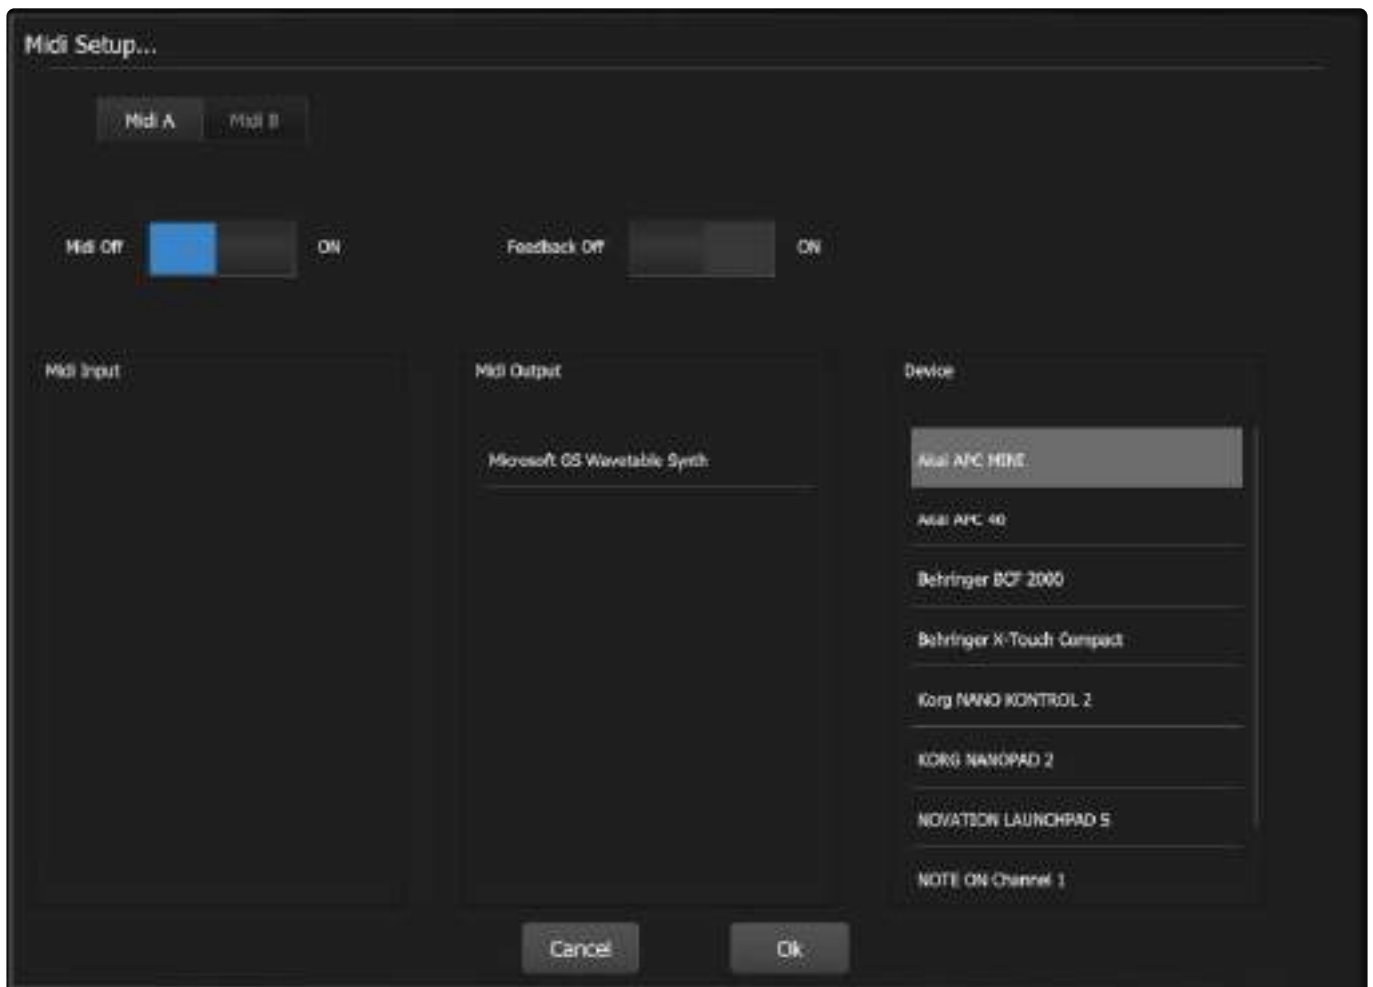 Midi Setup...
Midi A Midi B
Midi Off ON Feedback Off ON
Midi Input
Midi Output
Microsoft GS Wavetable Synth
Device
Akai APC MINI
Akai APC 40
Behringer BCF 2000
Behringer X-Touch Compact
Korg NANO KONTROL 2
KORG NANOPAD 2
NOVATION LAUNCHPAD S
NOTE ON Channel 1
Cancel Ok